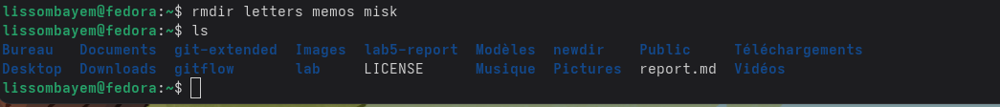 lissombayem@fedora:~$ rmdir letters memos misk
lissombayem@fedora:~$ ls
Bureau Documents git-extended Images lab5-report Modèles newdir Public Téléchargements
Desktop Downloads gitflow lab LICENSE Musique Pictures report.md Vidéos
lissombayem@fedora:~$